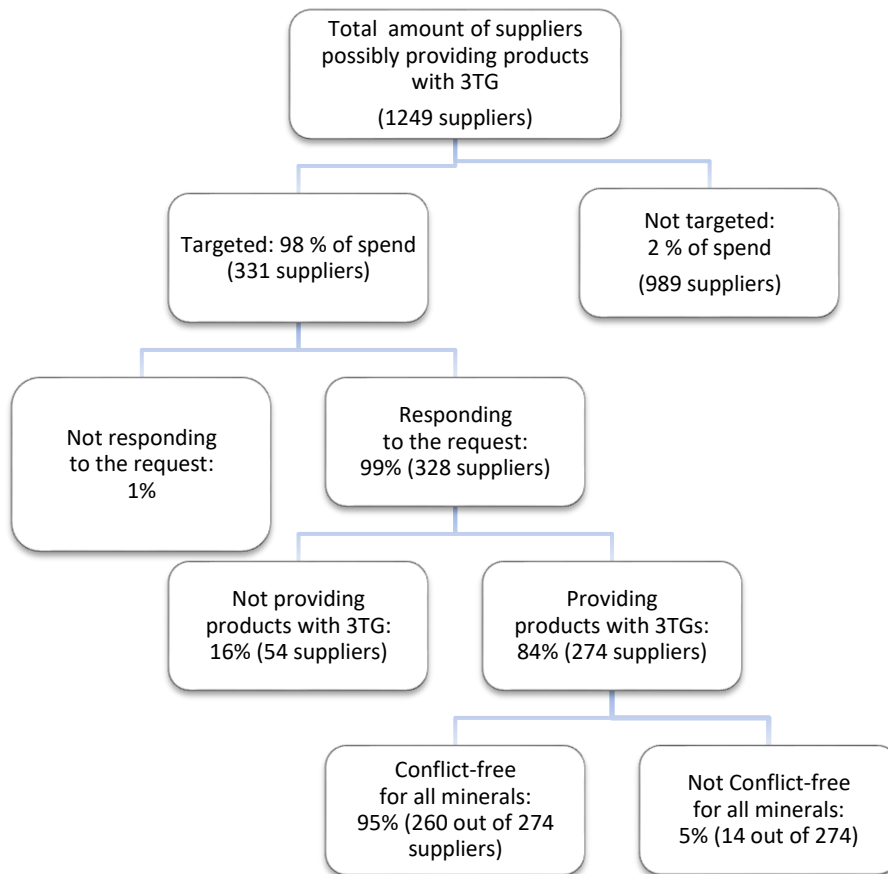 Total  amount of suppliers
possibly providing products
with 3TG
(1249 suppliers)
Targeted: 98 % of spend
(331 suppliers)
Not targeted:
2 % of spend
(989 suppliers)
Not responding
to the request:
1%
Responding
to the request:
99% (328 suppliers)
Not providing
products with 3TG:
16% (54 suppliers)
Providing
products with 3TGs:
84% (274 suppliers)
Conflict-free
for all minerals:
95% (260 out of 274
suppliers)
Not Conflict-free
for all minerals:
5% (14 out of 274)